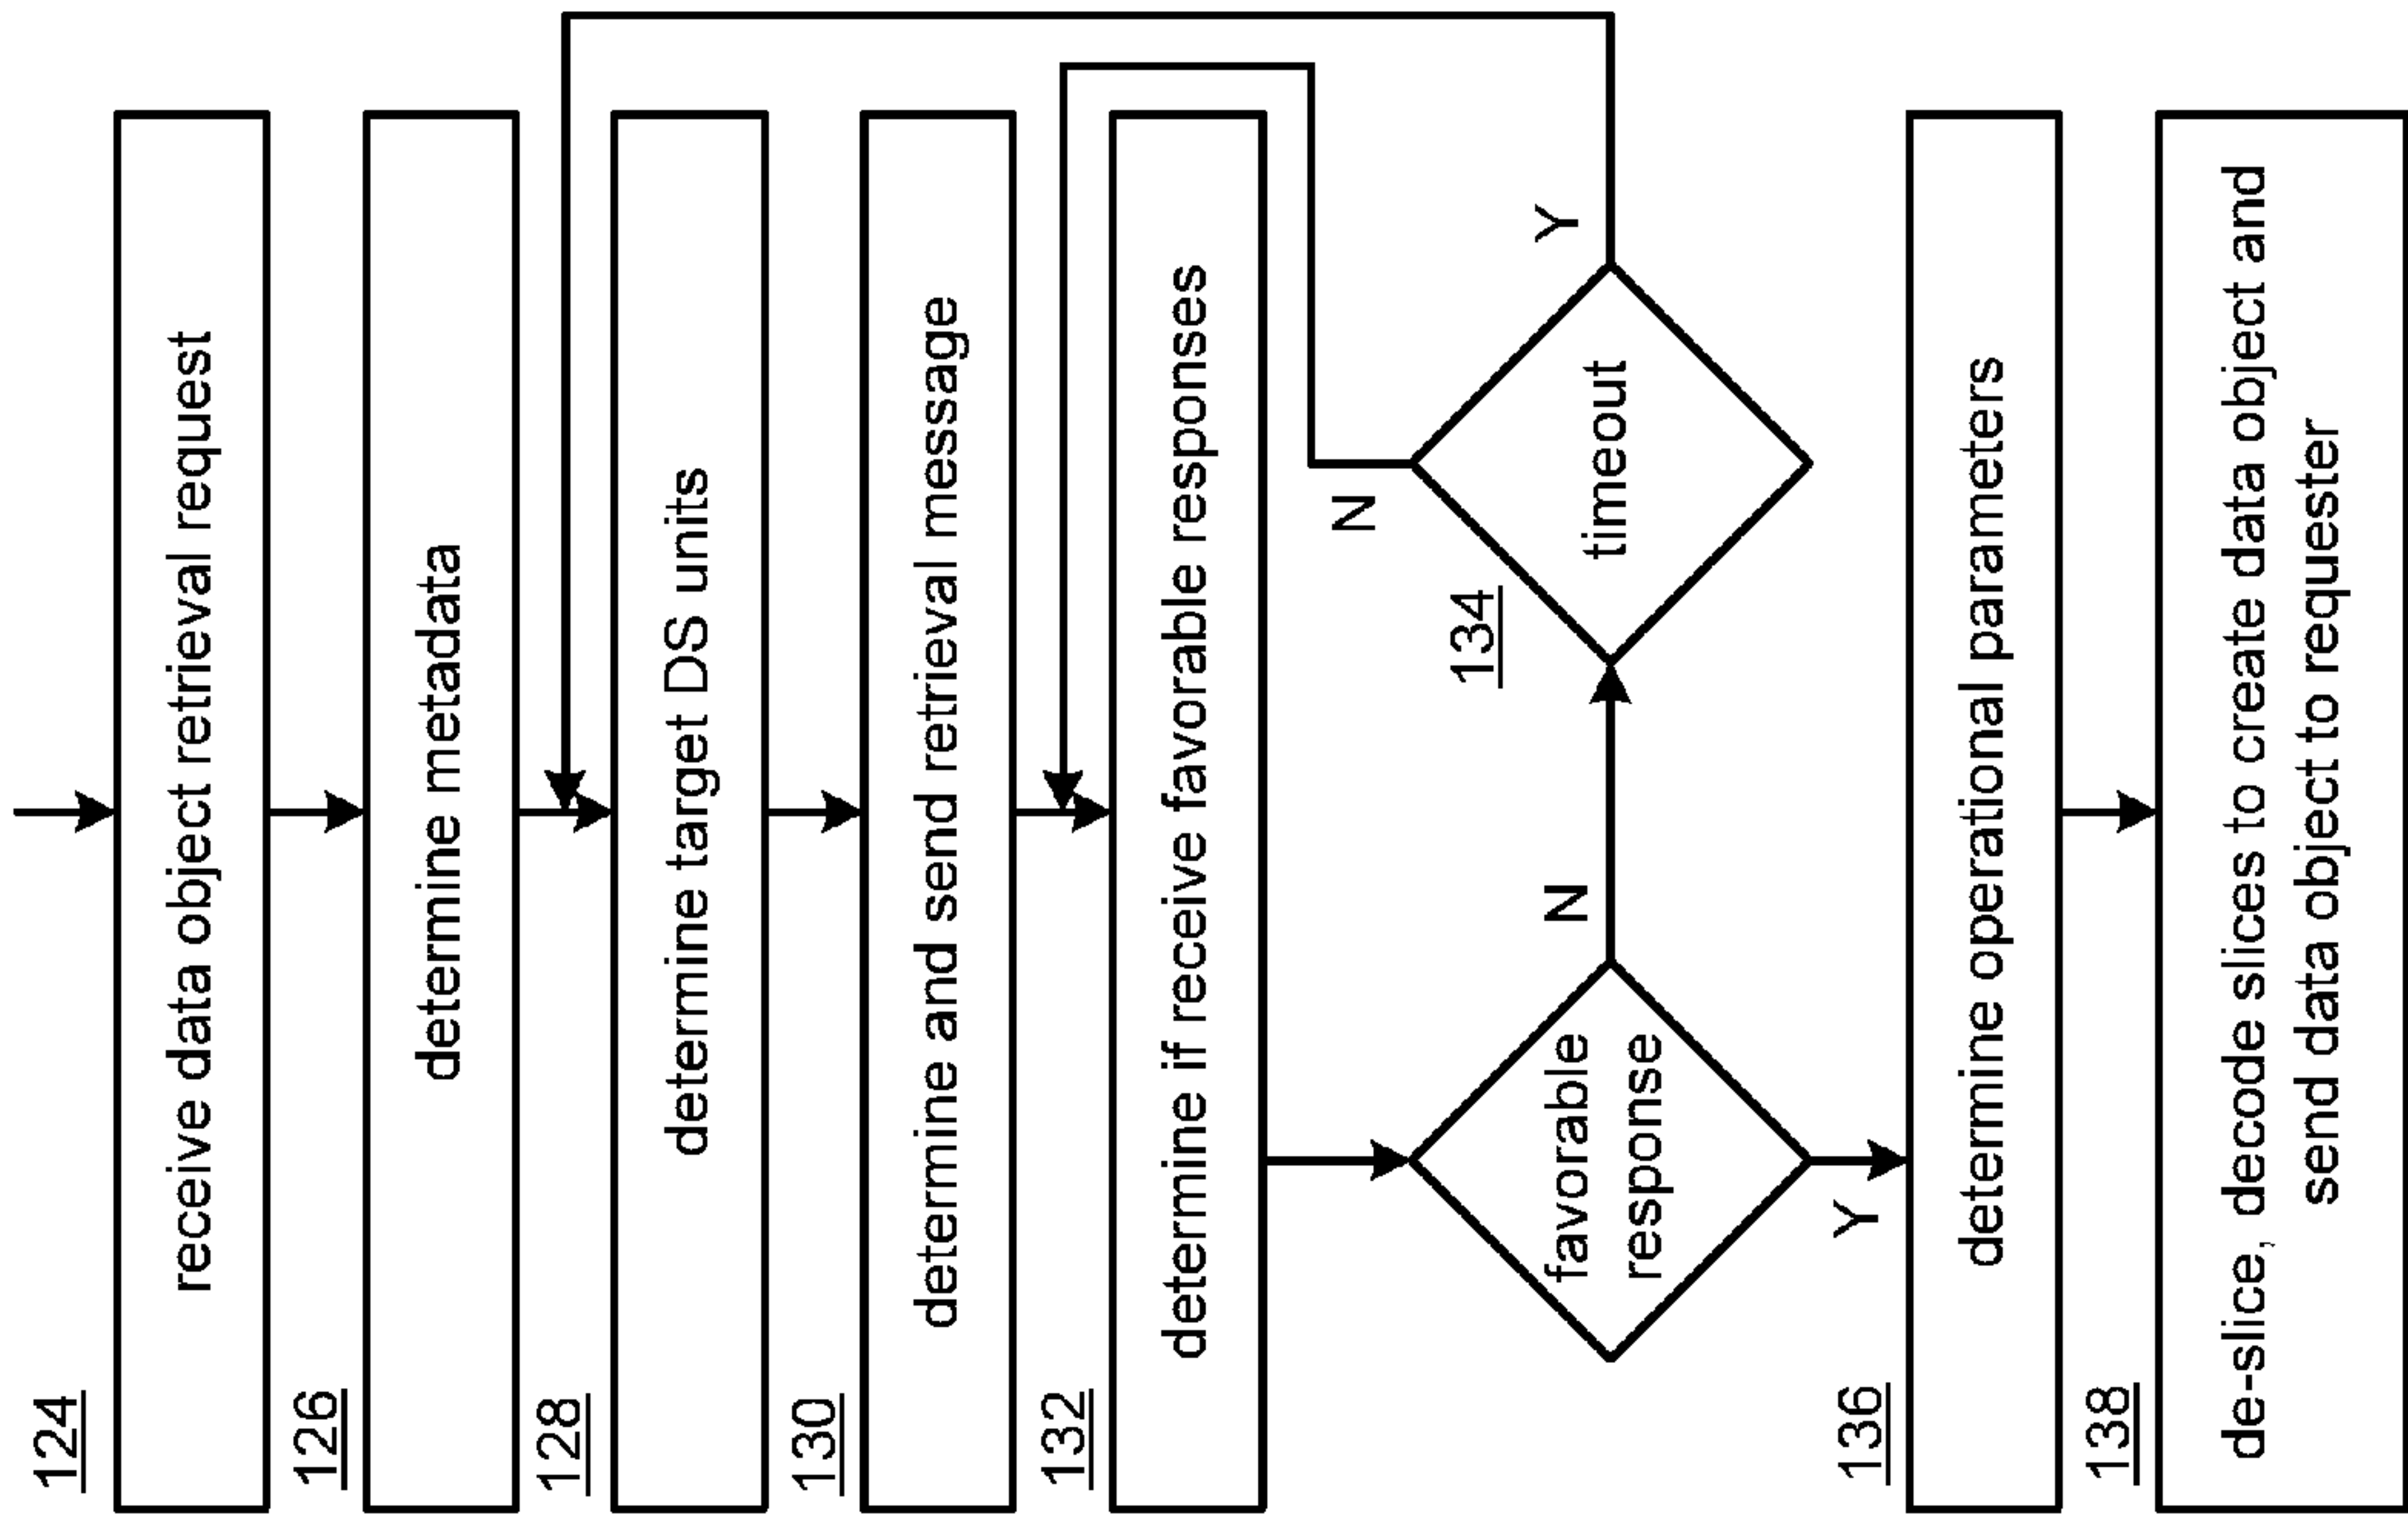 124
receive data object retrieval request
126
determine metadata
128
determine target DS units
130
determine and send retrieval message
132
determine if receive favorable responses
favorable
response
N
Y
134
timeout
N
Y
136
determine operational parameters
138
de-slice, decode slices to create data object and
send data object to requester